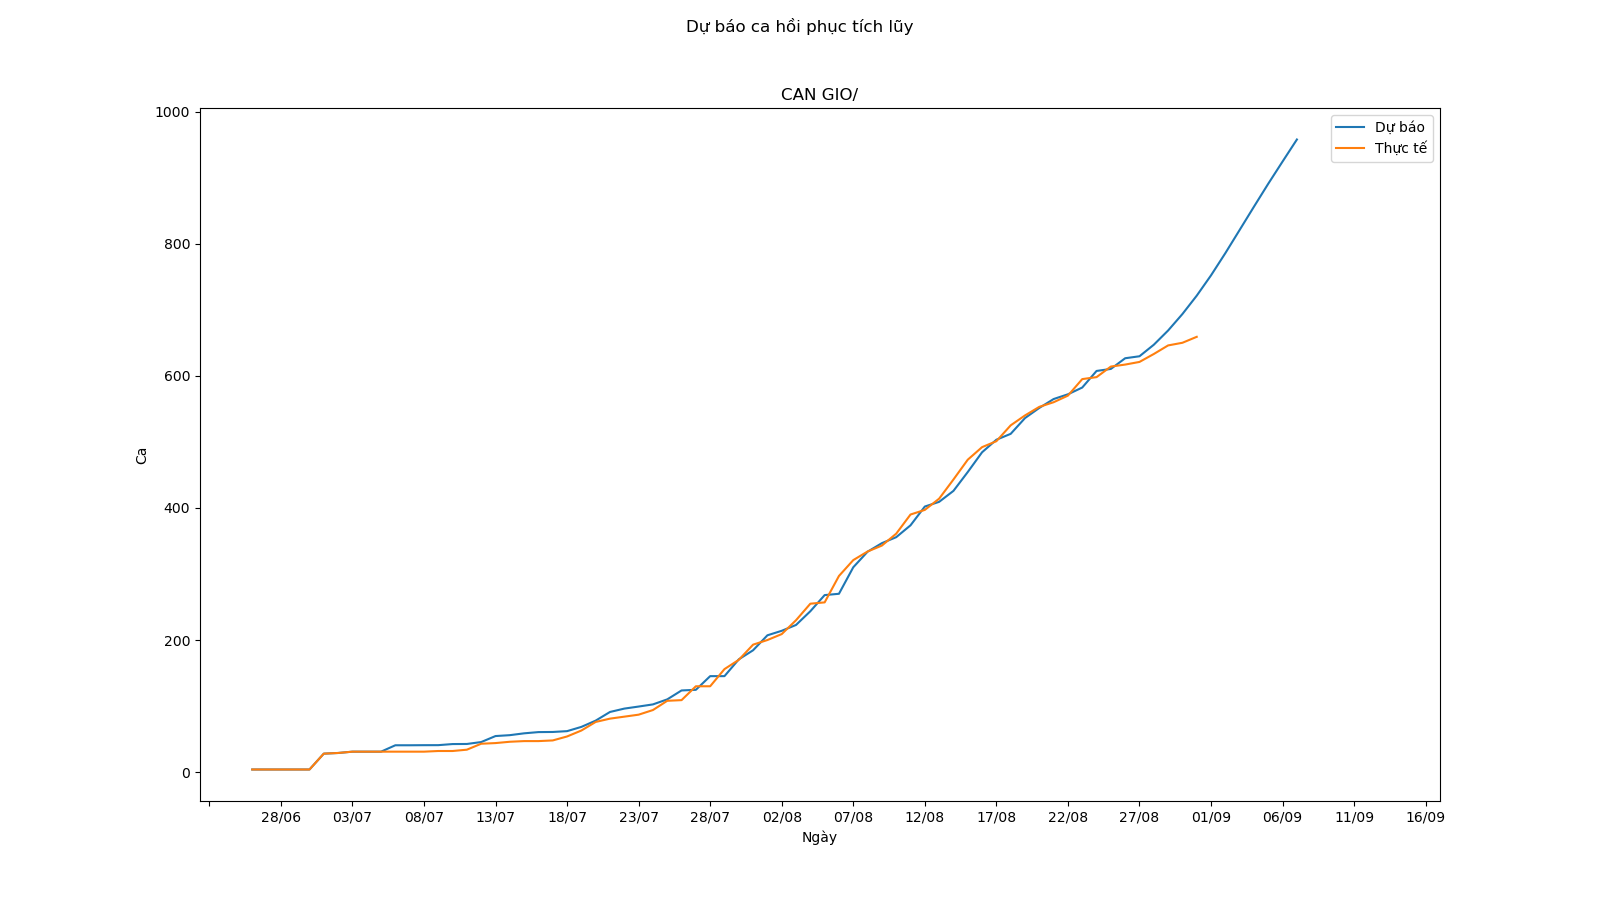 Dự báo ca hồi phục tích lũy
CAN GIO/
1000
800
600
400
200
0
Ca
Dự báo
Thực tế
28/06 03/07 08/07 13/07 18/07 23/07 28/07 02/08 07/08 12/08 17/08 22/08 27/08 01/09 06/09 11/09 16/09
Ngày